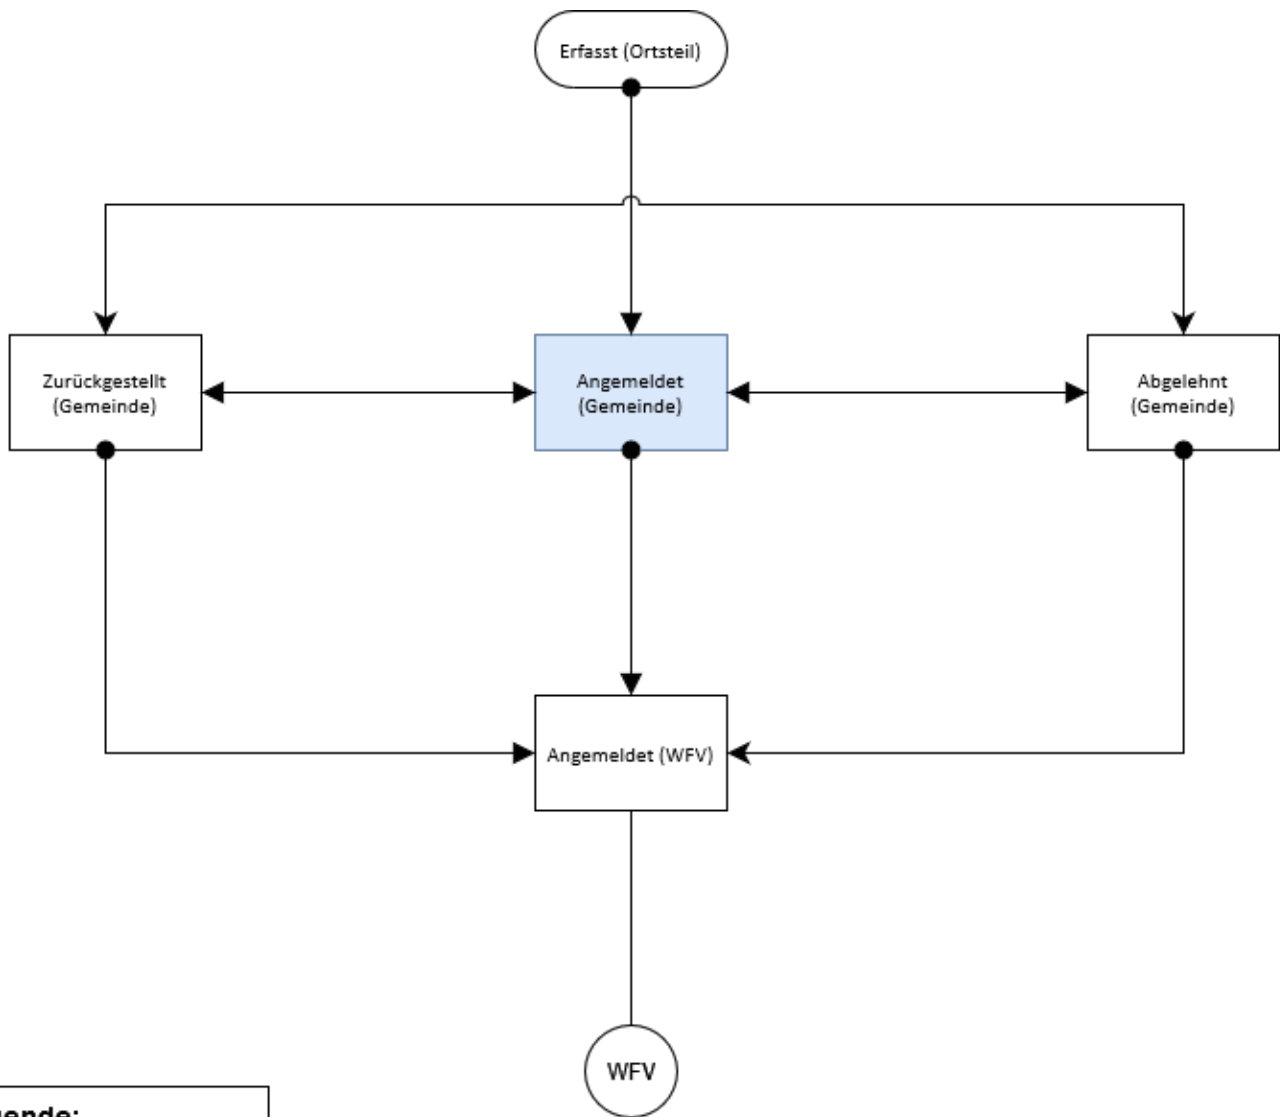 Erfasst (Ortsteil)
Zurückgestellt
(Gemeinde)
Angemeldet
(Gemeinde)
Abgelehnt
(Gemeinde)
Angemeldet (WFV)
WFV